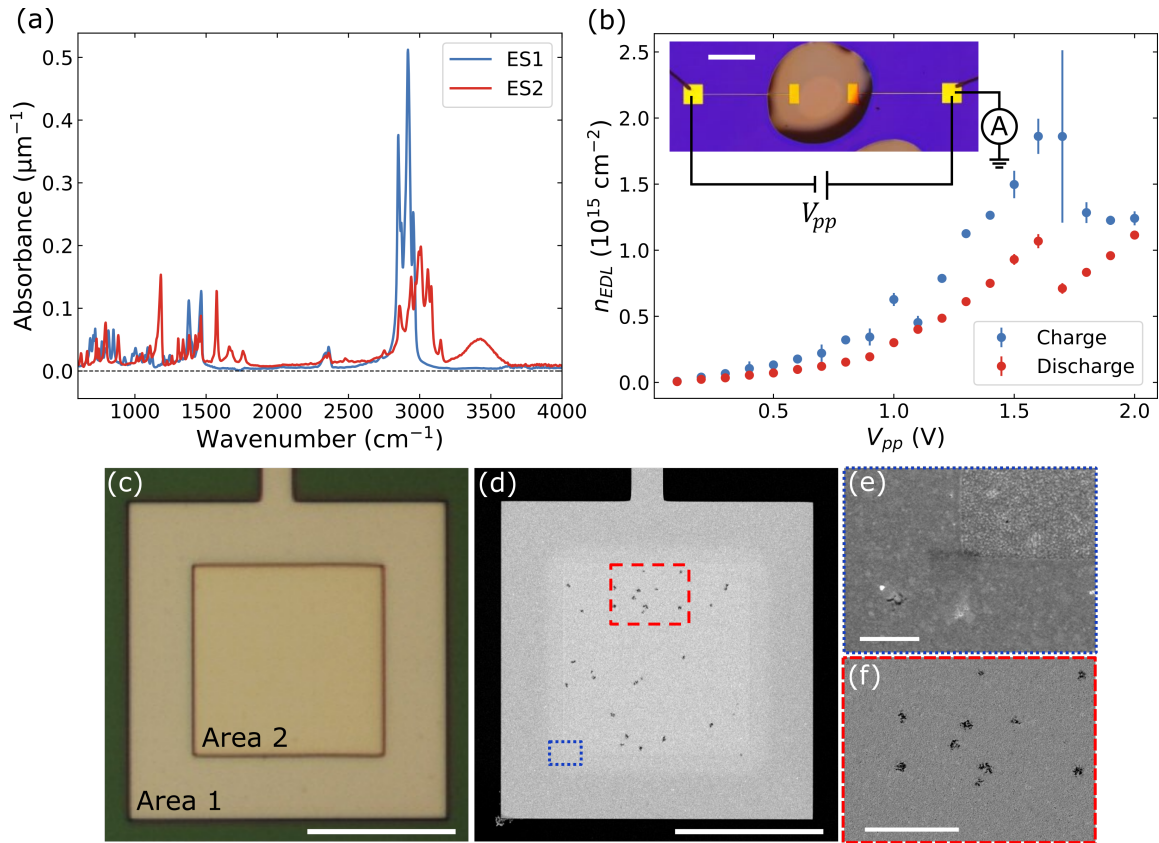 (a)
0.5
0.4
0.3
0.2
0.1
0.0
Absorbance (μm⁻¹)
ES1
ES2
1000 1500 2000 2500 3000 3500 4000
Wavenumber (cm⁻¹)
(b)
2.5
2.0
1.5
1.0
0.5
0.0
n_EDL (10¹⁵ cm⁻²)
A
V_pp
Charge
Discharge
0.5 1.0 1.5 2.0
V_pp (V)
(c)
Area 2
Area 1
(d)
(e)
(f)